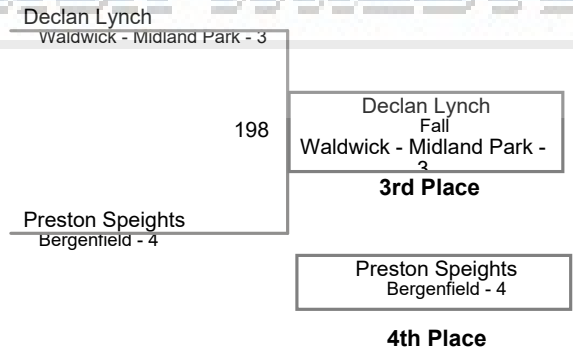 Declan Lynch
Waldwick - Midland Park - 3
198
Declan Lynch
Fall
Waldwick - Midland Park -
3
3rd Place
Preston Speights
Bergenfield - 4
Preston Speights
Bergenfield - 4
4th Place